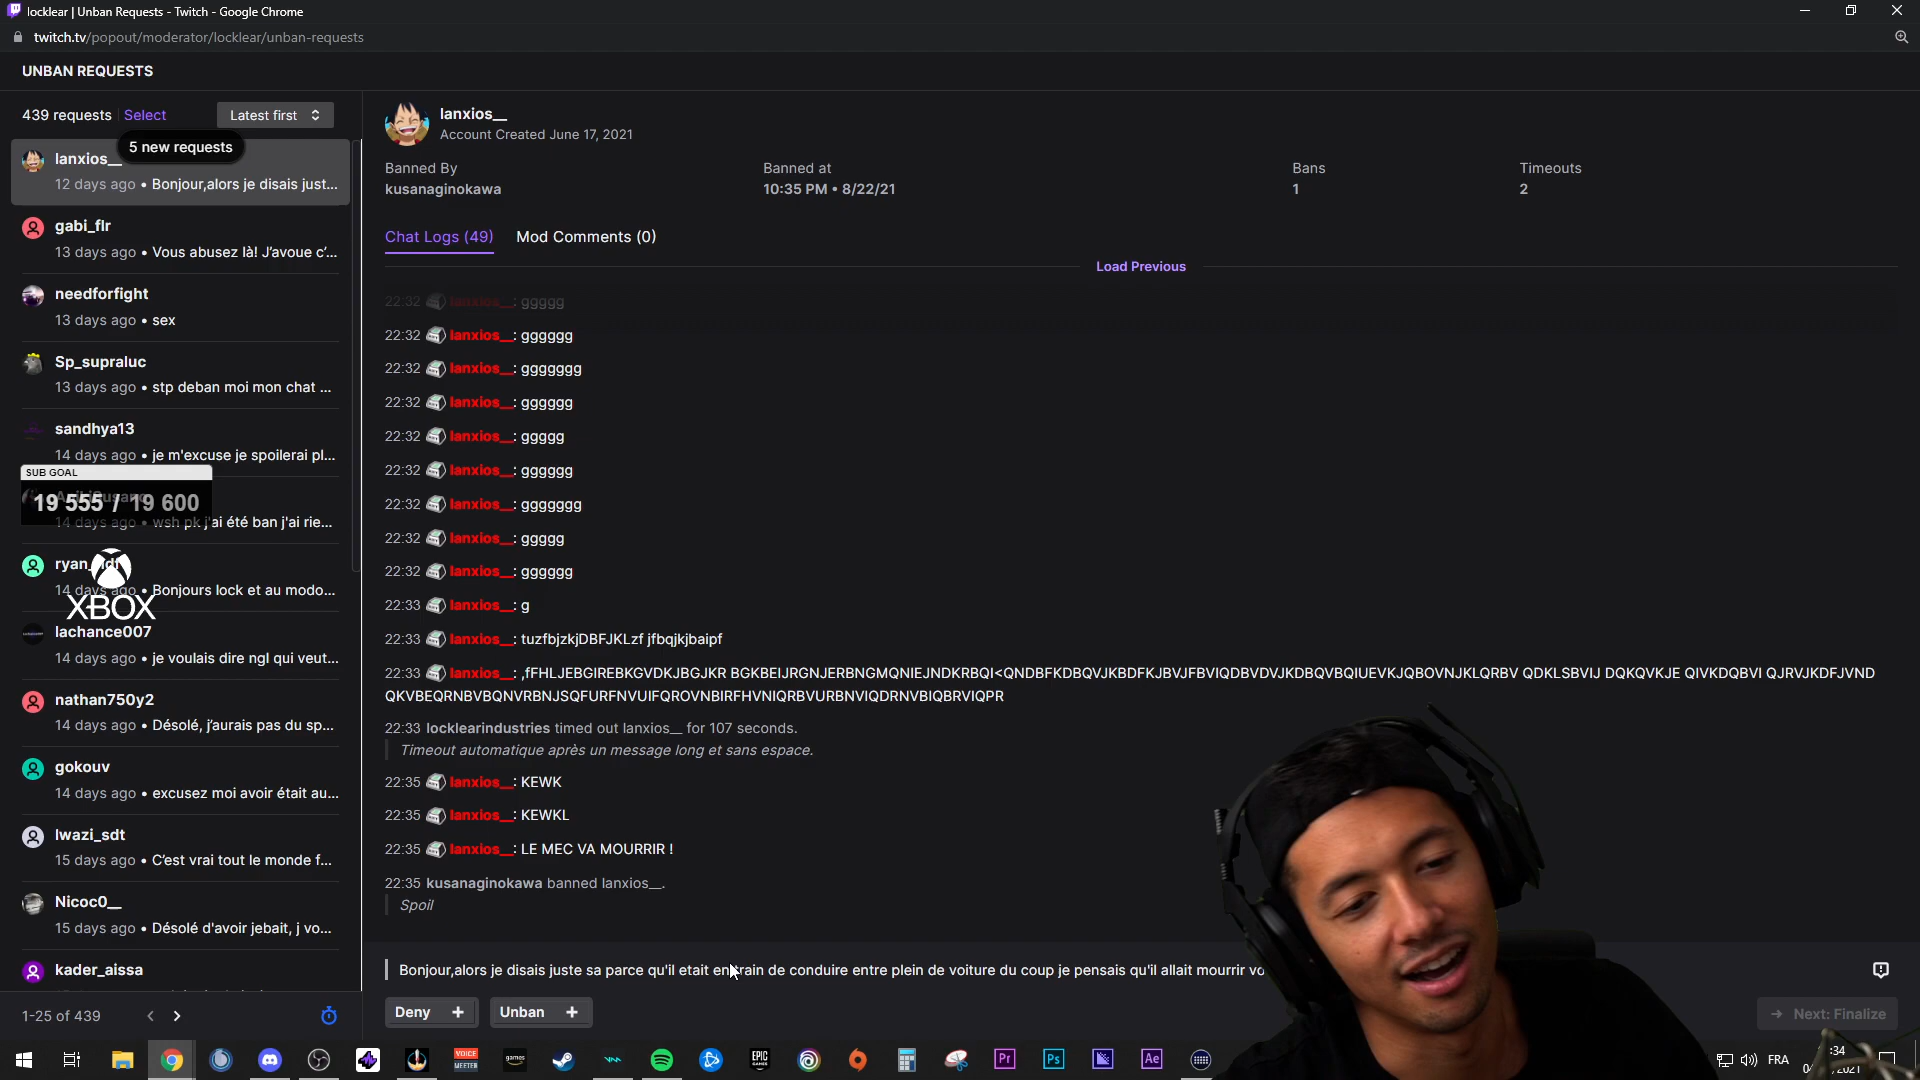 locklear | Unban Requests - Twitch - Google Chrome
twitch.tv/popout/moderator/locklear/unban-requests
UNBAN REQUESTS
439 requests Select Latest first
5 new requests
lanxios__
12 days ago • Bonjour,alors je disais just...
gabi_flr
13 days ago • Vous abusez là! J'avoue c'...
needforfight
13 days ago • sex
Sp_supraluc
13 days ago • stp deban moi mon chat ...
sandhya13
14 days ago • je m'excuse je spoilerai pl...
SUB GOAL
19 555 / 19 600
14 days ago • wsh pk j'ai été ban j'ai rie...
14 days ago • Bonjours lock et au modo...
XBOX
lachance007
14 days ago • je voulais dire ngl qui veut...
nathan750y2
14 days ago • Désolé, j'aurais pas du sp...
gokouv
14 days ago • excusez moi avoir était au...
lwazi_sdt
15 days ago • C'est vrai tout le monde f...
Nicoc0__
15 days ago • Désolé d'avoir jebait, j vo...
kader_aissa
1-25 of 439
lanxios__
Account Created June 17, 2021
Banned By Banned at Bans Timeouts
kusanaginokawa 10:35 PM • 8/22/21 1 2
Chat Logs (49) Mod Comments (0)
Load Previous
22:32 lanxios__: ggggg
22:32 lanxios__: gggggg
22:32 lanxios__: ggggggg
22:32 lanxios__: gggggg
22:32 lanxios__: ggggg
22:32 lanxios__: gggggg
22:32 lanxios__: ggggggg
22:32 lanxios__: ggggg
22:32 lanxios__: gggggg
22:33 lanxios__: g
22:33 lanxios__: tuzfbjzkjDBFJKLzf jfbqjkjbaipf
22:33 lanxios__: ,fFHLJEBGIREBKGVDKJBGJKR BGKBEIJRGNJERBNGMQNIEJNDKRBQI<QNDBFKDBQVJKBDFKJBVJFBVIQDBVDVJKDBQVBQIUEVKJQBOVNJKLQRBV QDKLSBVIJ DQKQVKJE QIVKDQBVI QJRVJKDFJVND
QKVBEQRNBVBQNVRBNJSQFURFNVUIFQROVNBIRFHVNIQRBVURBNVIQDRNVBIQBRVIQPR
22:33 locklearindustries timed out lanxios__ for 107 seconds.
Timeout automatique après un message long et sans espace.
22:35 lanxios__: KEWK
22:35 lanxios__: KEWKL
22:35 lanxios__: LE MEC VA MOURRIR !
22:35 kusanaginokawa banned lanxios__.
Spoil
Bonjour,alors je disais juste sa parce qu'il etait entrain de conduire entre plein de voiture du coup je pensais qu'il allait mourrir
Deny + Unban +
Next: Finalize
VOICE MEETER
games
EPIC GAMES
Pr Ps Ae
FRA